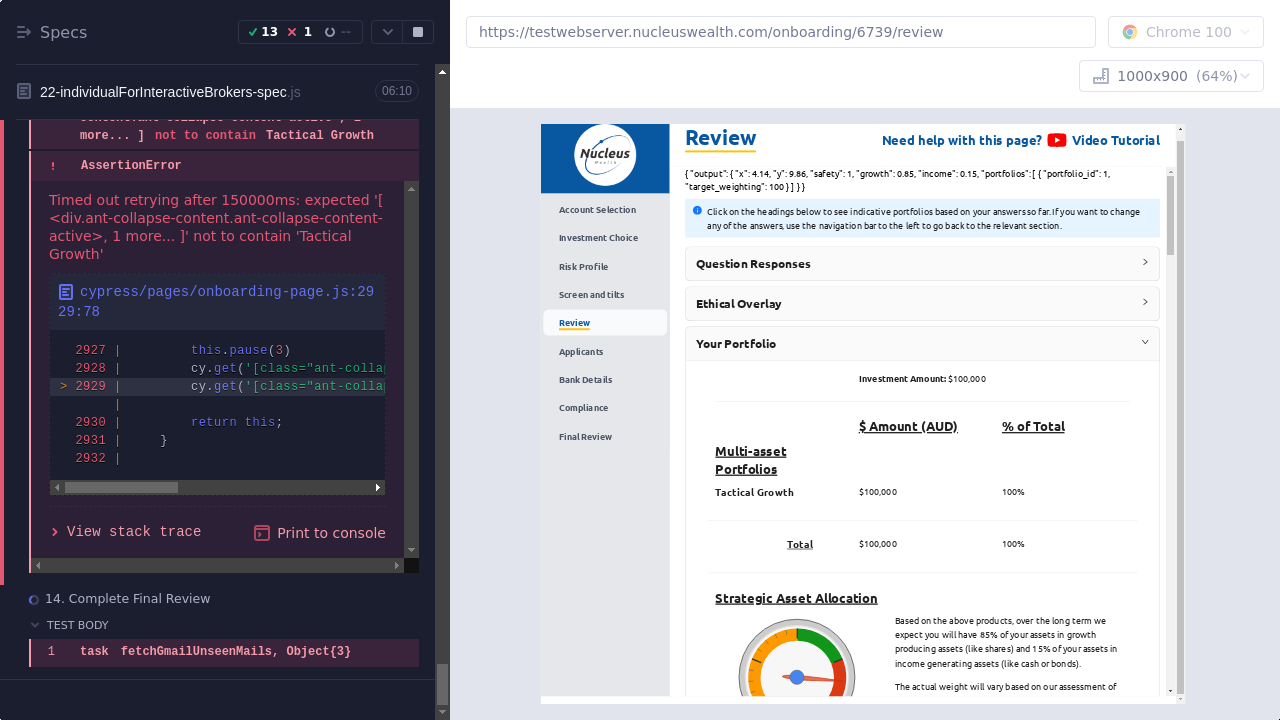 Specs
13
1
--
22-individualForInteractiveBrokers-spec.js
06:10
more... ] not to contain Tactical Growth
! AssertionError
Timed out retrying after 150000ms: expected '[
<div.ant-collapse-content.ant-collapse-content-
active>, 1 more... ]' not to contain 'Tactical
Growth'
cypress/pages/onboarding-page.js:29
29:78
2927 | this.pause(3)
2928 | cy.get('[class="ant-collap
> 2929 | cy.get('[class="ant-collap
|
2930 | return this;
2931 | }
2932 |
View stack trace
Print to console
14. Complete Final Review
TEST BODY
1 task fetchGmailUnseenMails, Object{3}
https://testwebserver.nucleuswealth.com/onboarding/6739/review
Chrome 100
1000x900 (64%)
Nucleus
Wealth
Account Selection
Investment Choice
Risk Profile
Screen and tilts
Review
Applicants
Bank Details
Compliance
Final Review
Review
Need help with this page? Video Tutorial
{ "output": { "x": 4.14, "y": 9.86, "safety": 1, "growth": 0.85, "income": 0.15, "portfolios": [ { "portfolio_id": 1,
"target_weighting": 100 } ] } }
Click on the headings below to see indicative portfolios based on your answers so far. If you want to change
any of the answers, use the navigation bar to the left to go back to the relevant section.
Question Responses
Ethical Overlay
Your Portfolio
Investment Amount: $100,000
$ Amount (AUD) % of Total
Multi-asset
Portfolios
Tactical Growth $100,000 100%
Total $100,000 100%
Strategic Asset Allocation
Based on the above products, over the long term we
expect you will have 85% of your assets in growth
producing assets (like shares) and 15% of your assets in
income generating assets (like cash or bonds).
The actual weight will vary based on our assessment of